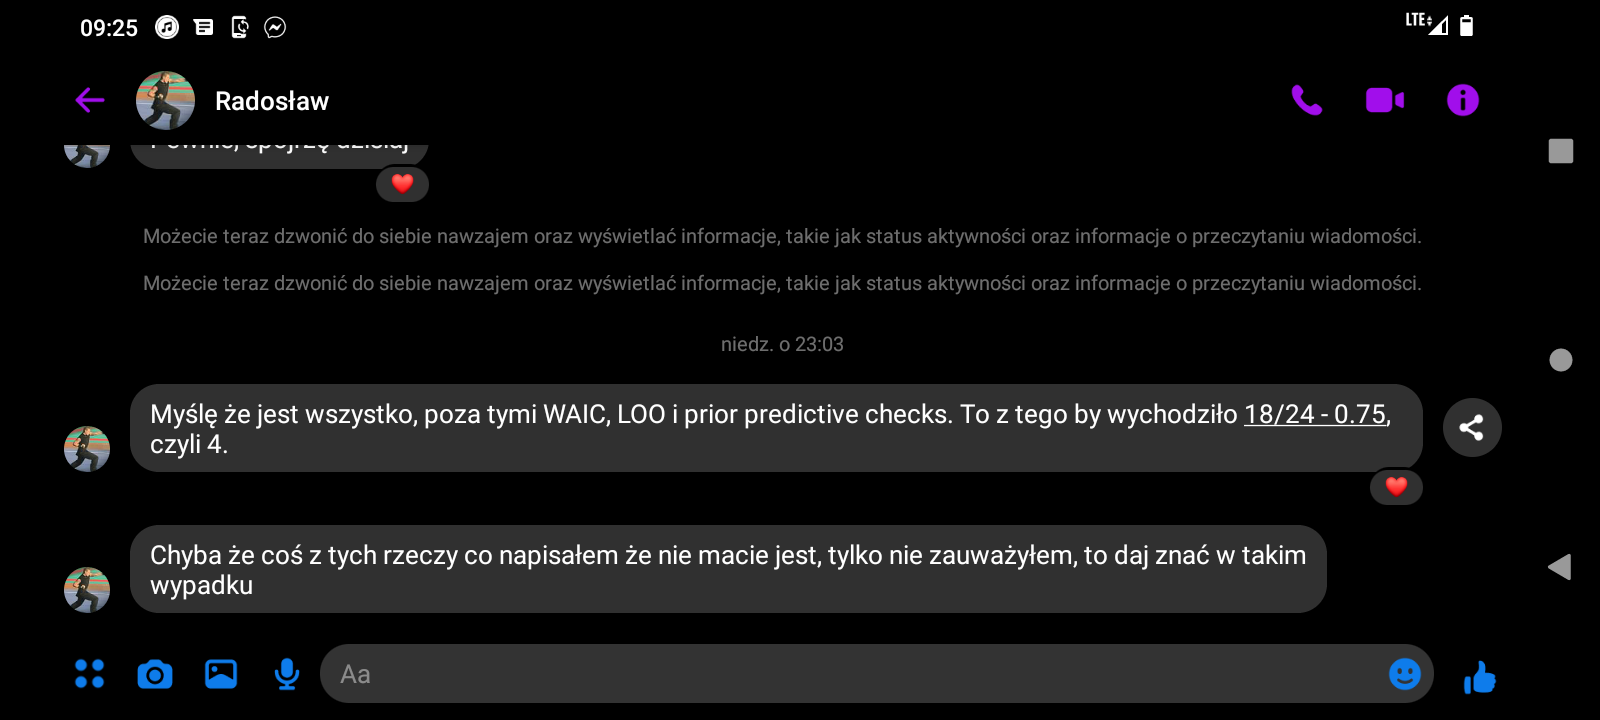 09:25
LTE
Radosław
spojrzę dzisiaj
Możecie teraz dzwonić do siebie nawzajem oraz wyświetlać informacje, takie jak status aktywności oraz informacje o przeczytaniu wiadomości.
Możecie teraz dzwonić do siebie nawzajem oraz wyświetlać informacje, takie jak status aktywności oraz informacje o przeczytaniu wiadomości.
niedz. o 23:03
Myślę że jest wszystko, poza tymi WAIC, LOO i prior predictive checks. To z tego by wychodziło 18/24 - 0.75,
czyli 4.
Chyba że coś z tych rzeczy co napisałem że nie macie jest, tylko nie zauważyłem, to daj znać w takim
wypadku
Aa